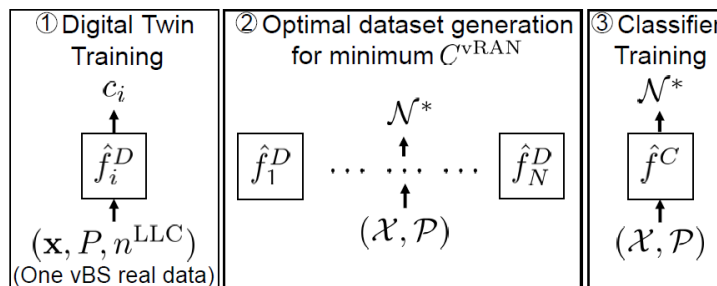 ① Digital Twin
Training
c_i
f̂_i^D
(𝐱, P, n^LLC)
(One vBS real data)
② Optimal dataset generation
for minimum C^vRAN
𝒩*
f̂_1^D ... ... ... f̂_N^D
(𝒳, 𝒫)
③ Classifier
Training
𝒩*
f̂^C
(𝒳, 𝒫)